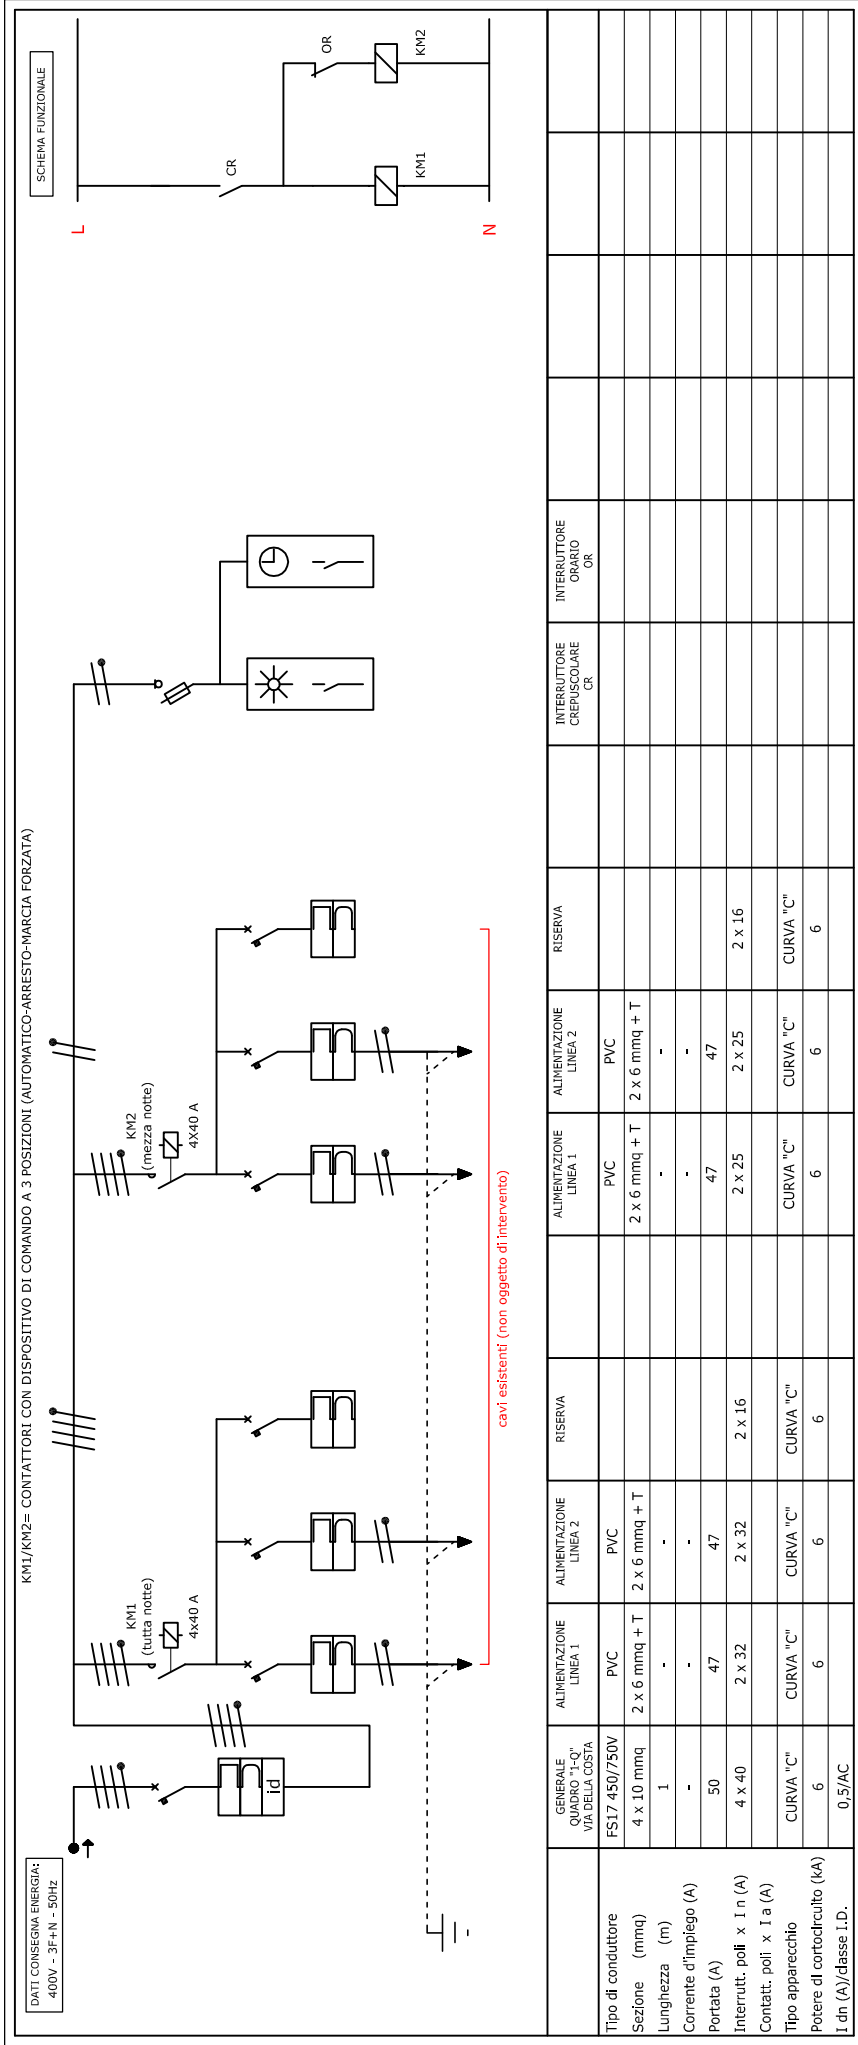 KM1/KM2= CONTATTORI CON DISPOSITIVO DI COMANDO A 3 POSIZIONI (AUTOMATICO-ARRESTO-MARCIA FORZATA)
DATI CONSEGNA ENERGIA:
400V - 3F+N - 50Hz
id
KM1
(tutta notte)
4x40 A
KM2
(mezza notte)
4X40 A
cavi esistenti (non oggetto di intervento)
SCHEMA FUNZIONALE
L
CR
OR
KM1
KM2
N
GENERALE
QUADRO "1-Q"
VIA DELLA COSTA
ALIMENTAZIONE
LINEA 1
ALIMENTAZIONE
LINEA 2
RISERVA
ALIMENTAZIONE
LINEA 1
ALIMENTAZIONE
LINEA 2
RISERVA
INTERRUTTORE
CREPUSCOLARE
CR
INTERRUTTORE
ORARIO
OR
Tipo di conduttore FS17 450/750V PVC PVC PVC PVC
Sezione (mmq) 4 x 10 mmq 2 x 6 mmq + T 2 x 6 mmq + T 2 x 6 mmq + T 2 x 6 mmq + T
Lunghezza (m) 1 - - - -
Corrente d'impiego (A) - - - - -
Portata (A) 50 47 47 47 47
Interrutt. poli x I n (A) 4 x 40 2 x 32 2 x 32 2 x 16 2 x 25 2 x 25 2 x 16
Contatt. poli x I a (A)
Tipo apparecchio CURVA "C" CURVA "C" CURVA "C" CURVA "C" CURVA "C" CURVA "C" CURVA "C"
Potere di cortocircuito (kA) 6 6 6 6 6 6 6
I dn (A)/classe I.D. 0,5/AC